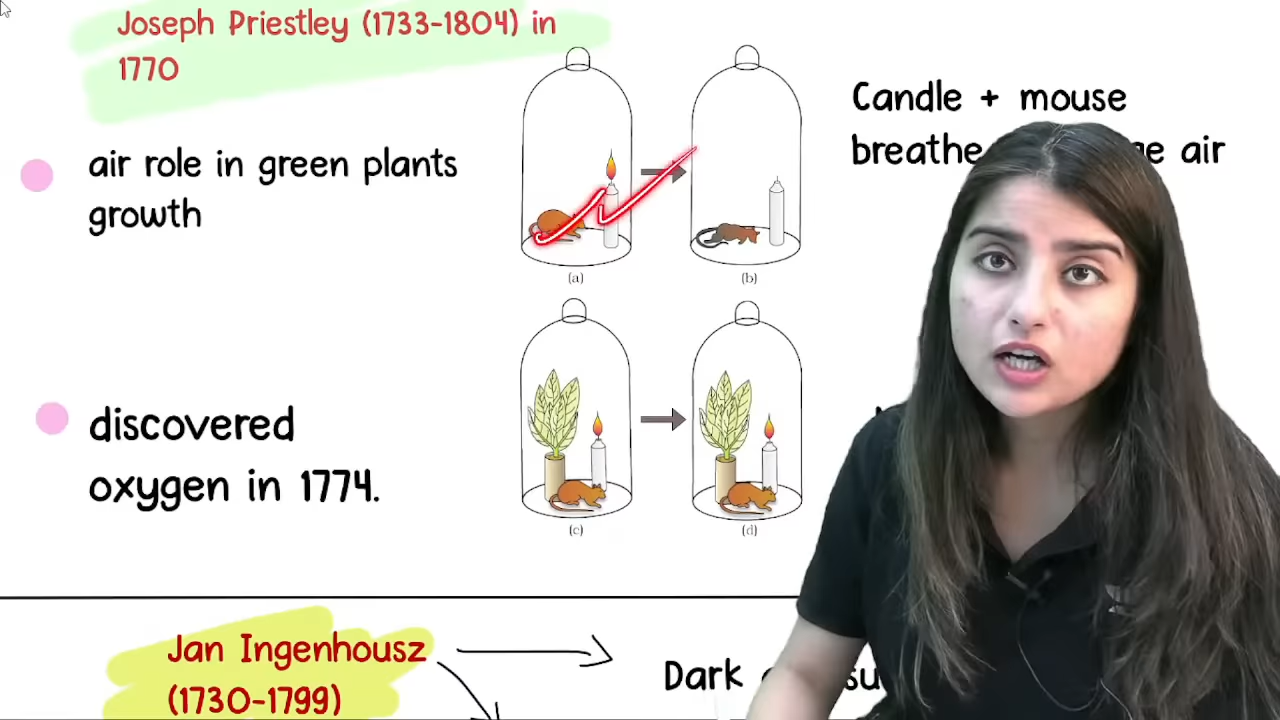 Joseph Priestley (1733-1804) in
1770
air role in green plants
growth
discovered
oxygen in 1774.
(a)
(b)
(c)
(d)
Candle + mouse
breathe air
Jan Ingenhousz
(1730-1799)
Dark